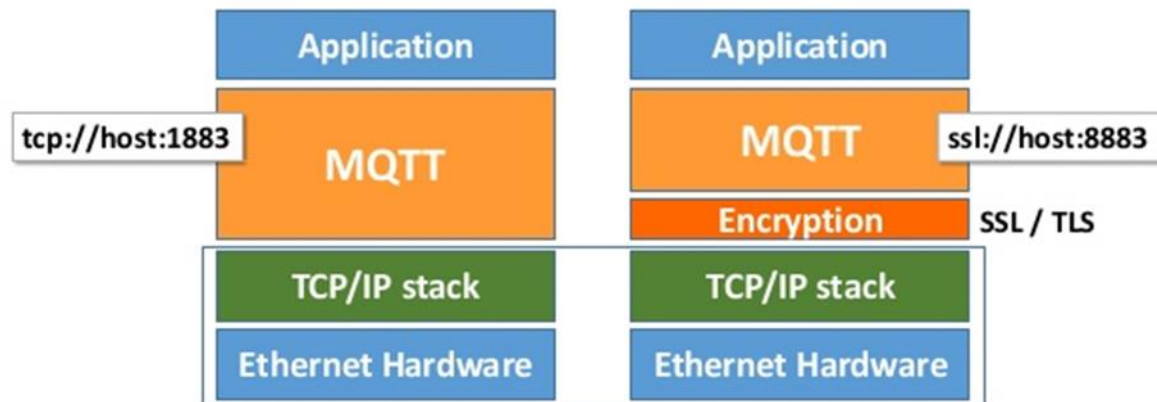 Application
Application
tcp://host:1883
MQTT
MQTT
ssl://host:8883
Encryption
SSL / TLS
TCP/IP stack
TCP/IP stack
Ethernet Hardware
Ethernet Hardware